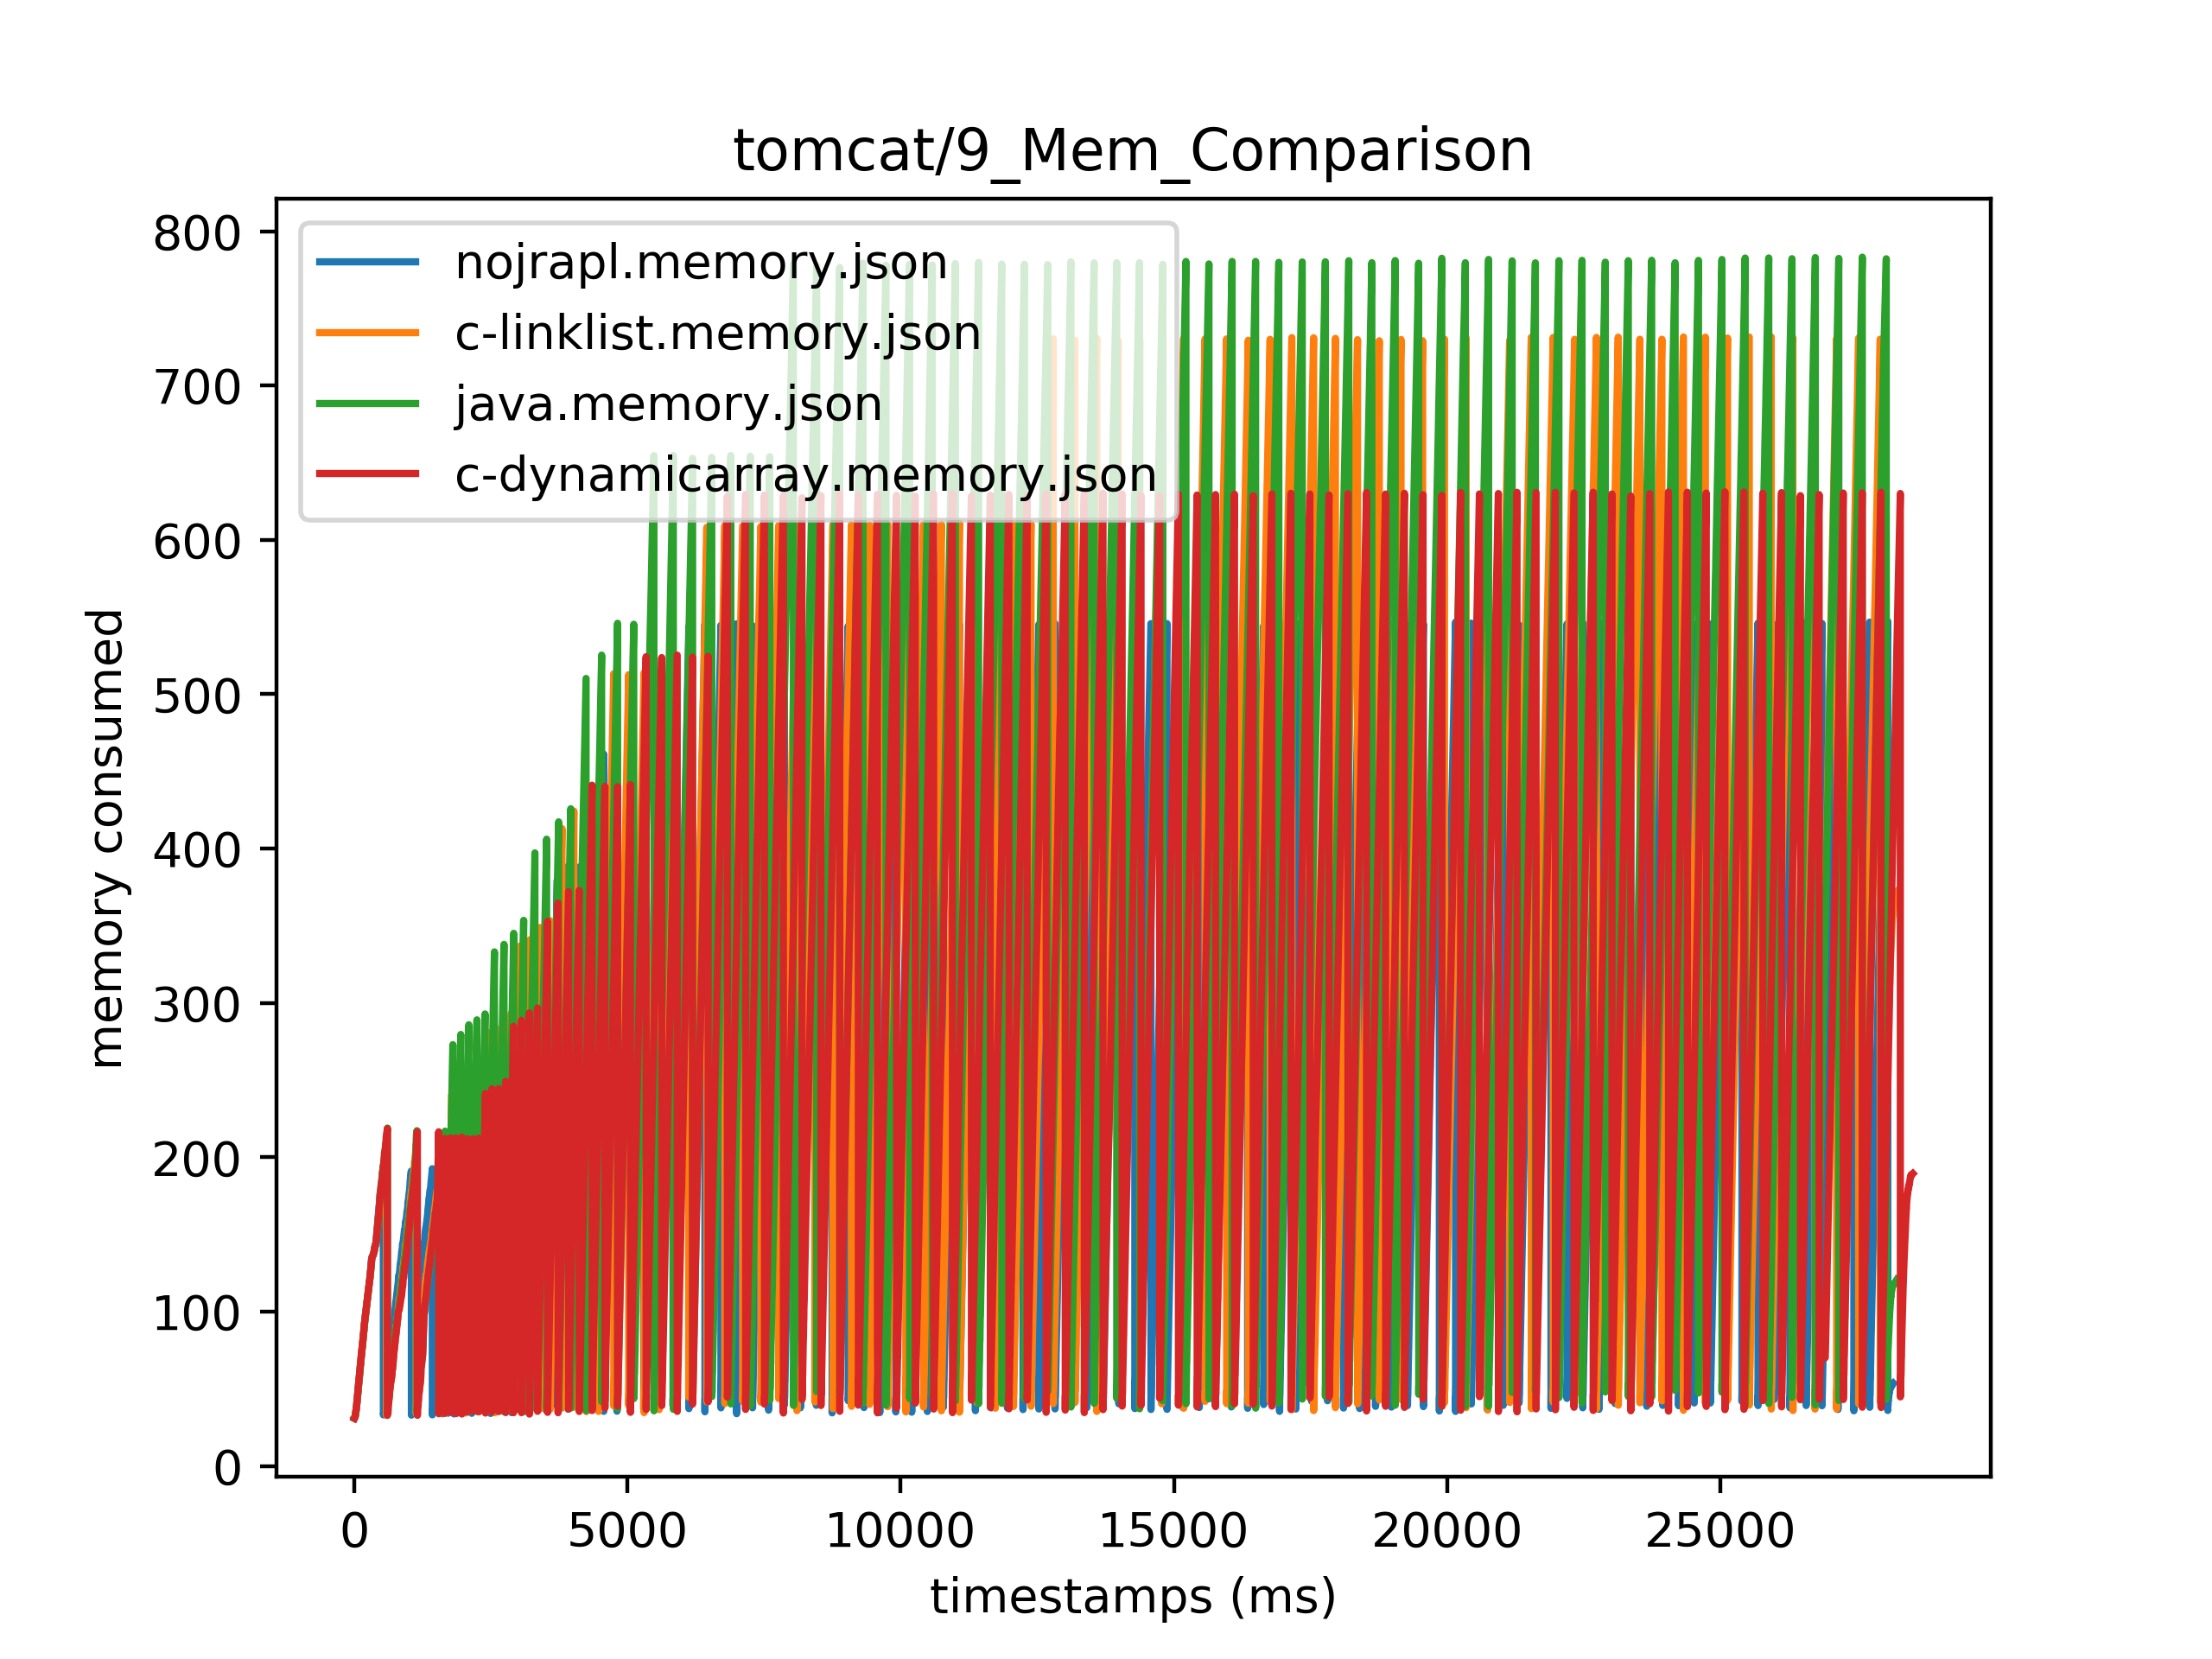 tomcat/9_Mem_Comparison
nojrapl.memory.json
c-linklist.memory.json
java.memory.json
c-dynamicarray.memory.json
800
700
600
500
400
300
200
100
0
memory consumed
0 5000 10000 15000 20000 25000
timestamps (ms)